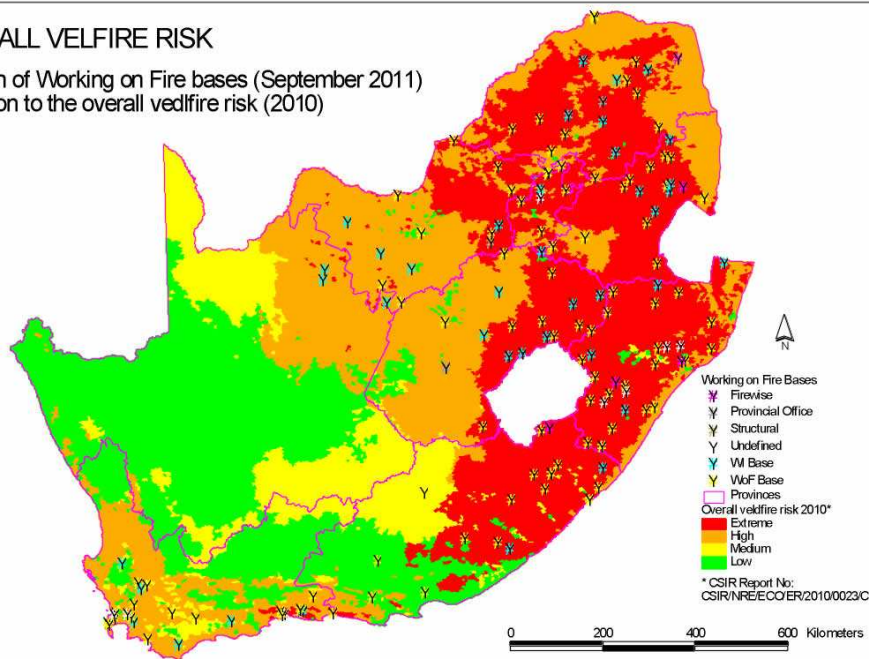 ALL VELFIRE RISK
n of Working on Fire bases (September 2011)
on to the overall vedlfire risk (2010)
N
Working on Fire Bases
Firewise
Provincial Office
Structural
Undefined
WI Base
WoF Base
Provinces
Overall veldfire risk 2010*
Extreme
High
Medium
Low
* CSIR Report No:
CSIR/NRE/ECO/ER/2010/0023/C
0 200 400 600 Kilometers